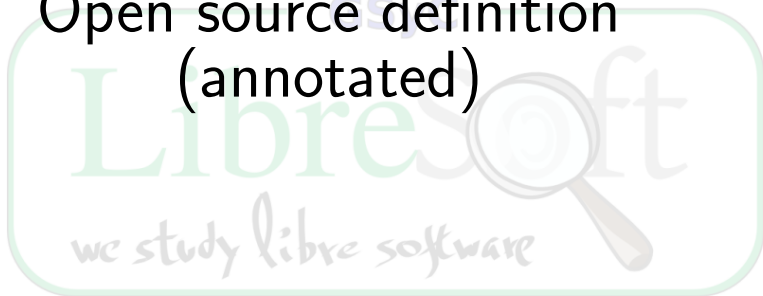 Open source definition
(annotated)
LibreSoft
we study libre software